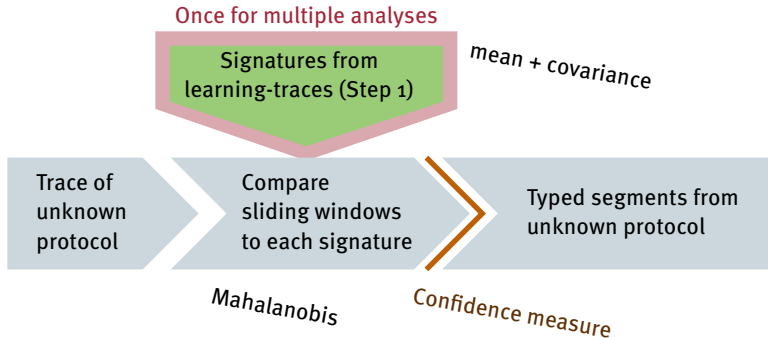 Once for multiple analyses
Signatures from
learning-traces (Step 1)
mean + covariance
Trace of
unknown
protocol
Compare
sliding windows
to each signature
Typed segments from
unknown protocol
Mahalanobis
Confidence measure